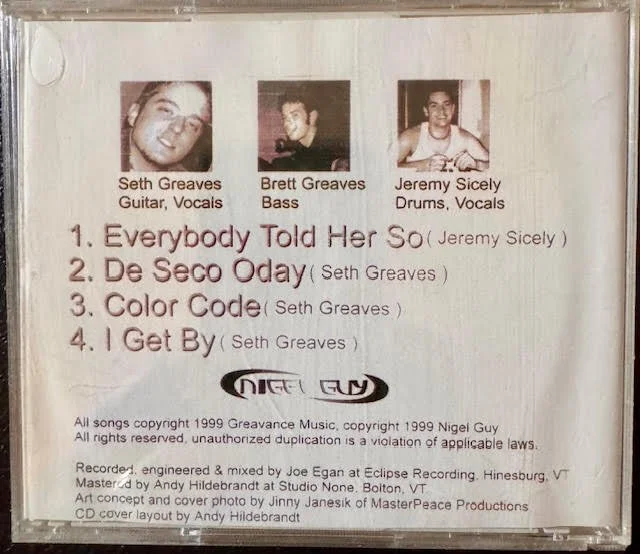 Seth Greaves
Guitar, Vocals
Brett Greaves
Bass
Jeremy Sicely
Drums, Vocals
1. Everybody Told Her So ( Jeremy Sicely )
2. De Seco Oday ( Seth Greaves )
3. Color Code ( Seth Greaves )
4. I Get By ( Seth Greaves )
NIGEL GUY
All songs copyright 1999 Greavance Music, copyright 1999 Nigel Guy
All rights reserved, unauthorized duplication is a violation of applicable laws.
Recorded, engineered & mixed by Joe Egan at Eclipse Recording, Hinesburg, VT
Mastered by Andy Hildebrandt at Studio None, Bolton, VT
Art concept and cover photo by Jinny Janesik of MasterPeace Productions
CD cover layout by Andy Hildebrandt